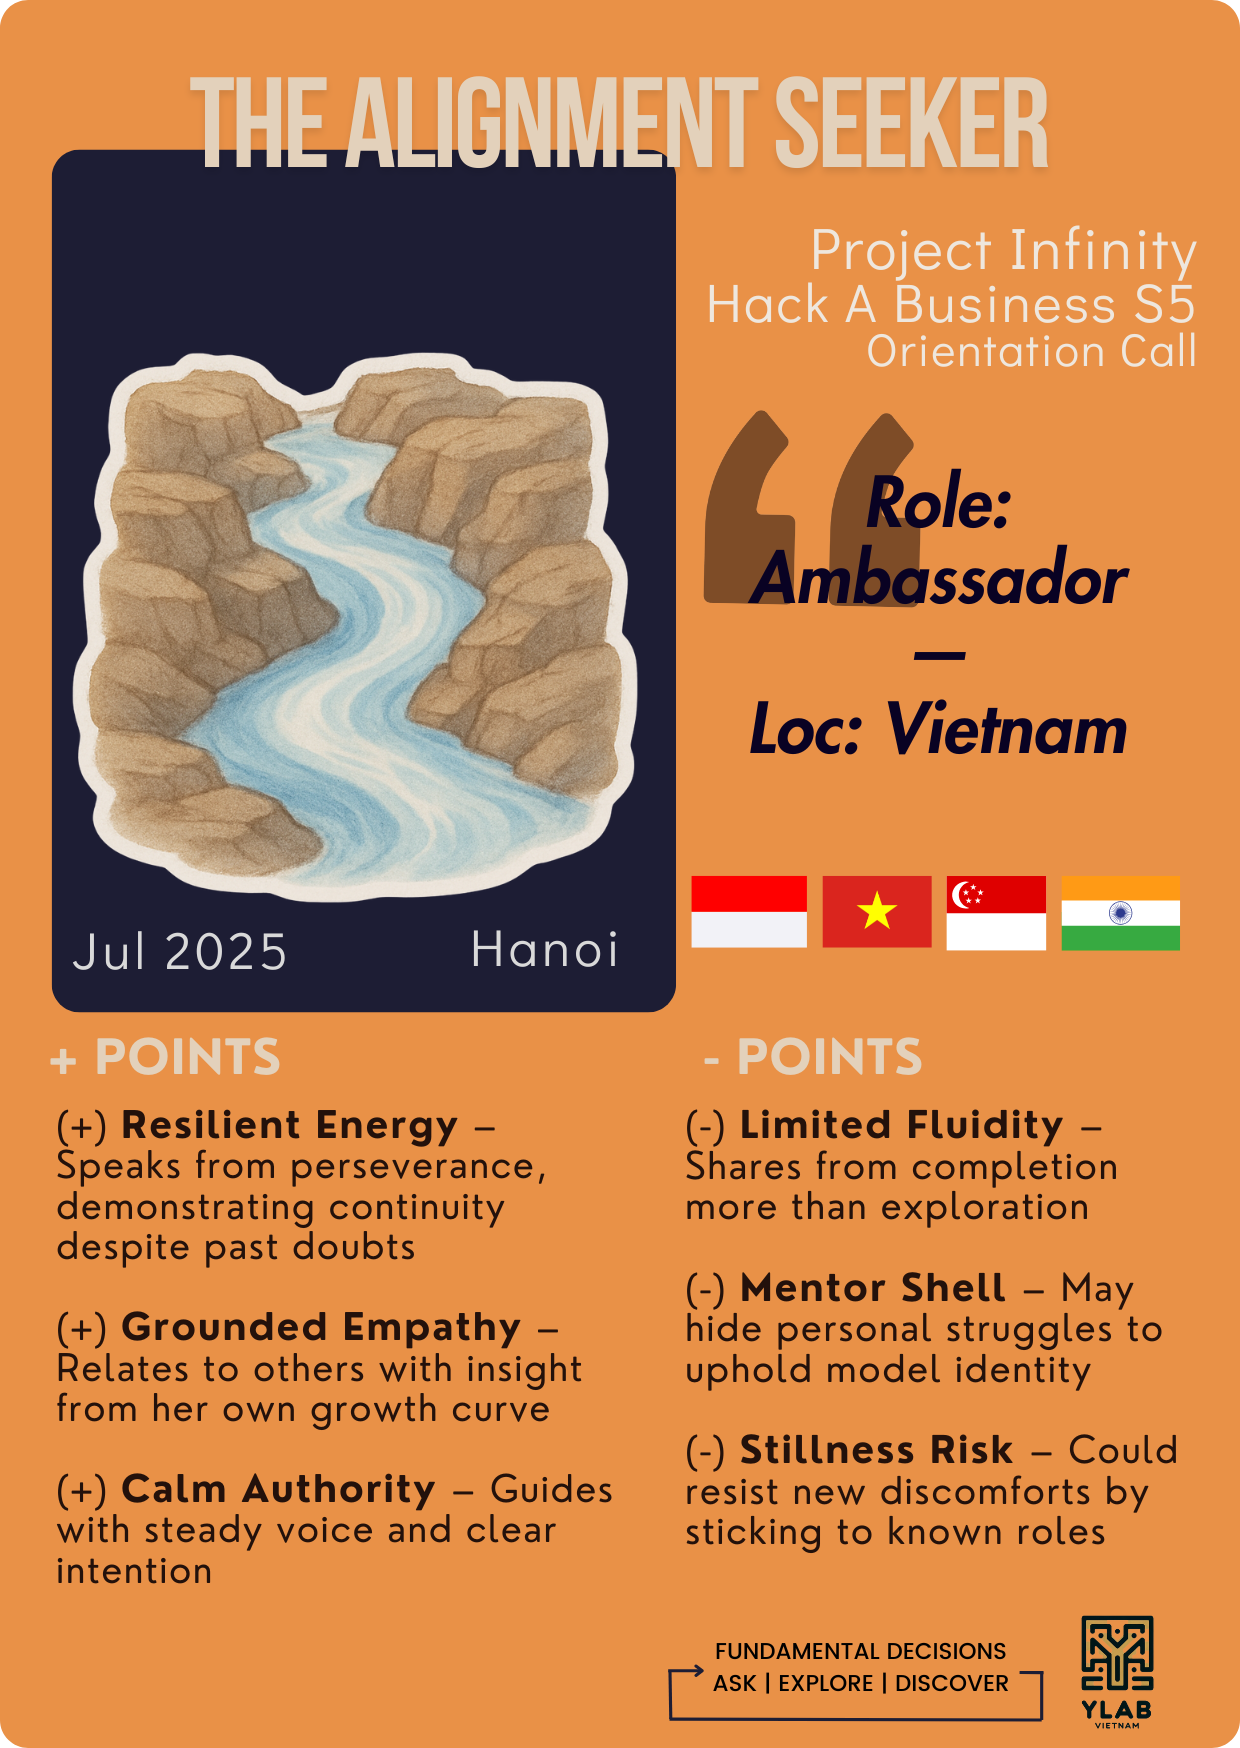 THE ALIGNMENT SEEKER
Project Infinity
Hack A Business S5
Orientation Call
Role:
Ambassador
—
Loc: Vietnam
Jul 2025
Hanoi
+ POINTS
(+) Resilient Energy –
Speaks from perseverance,
demonstrating continuity
despite past doubts
(+) Grounded Empathy –
Relates to others with insight
from her own growth curve
(+) Calm Authority – Guides
with steady voice and clear
intention
- POINTS
(-) Limited Fluidity –
Shares from completion
more than exploration
(-) Mentor Shell – May
hide personal struggles to
uphold model identity
(-) Stillness Risk – Could
resist new discomforts by
sticking to known roles
FUNDAMENTAL DECISIONS
ASK | EXPLORE | DISCOVER
YLAB
VIETNAM